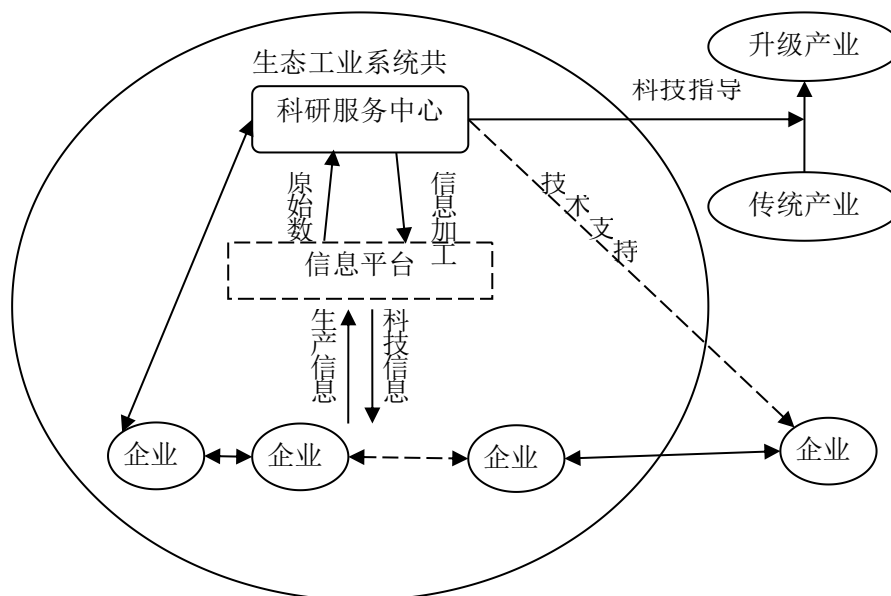 升级产业
生态工业系统共
科技指导
科研服务中心
原始数
信息加工
技术支持
传统产业
信息平台
生产信息
科技信息
企业
企业
企业
企业